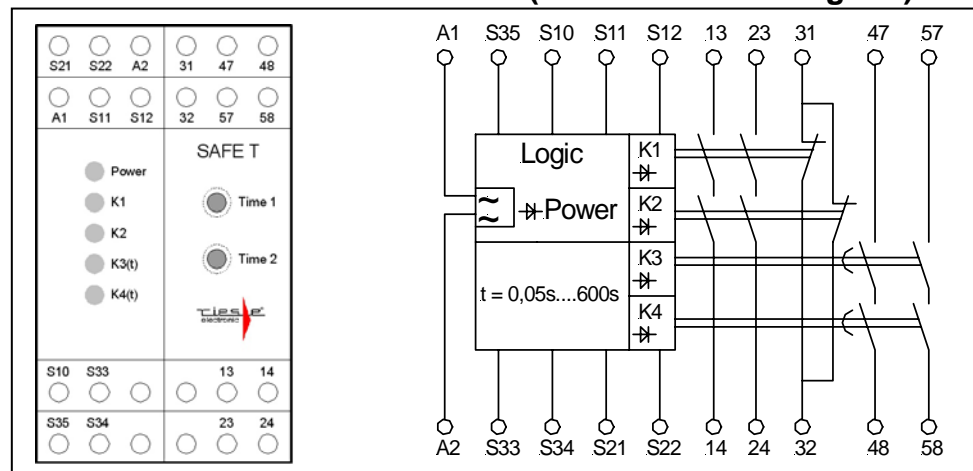 S21 S22 A2 31 47 48
A1 S11 S12 32 57 58
SAFE T
Power
K1
K2
K3(t)
K4(t)
Time 1
Time 2
electronic
S10 S33 13 14
S35 S34 23 24
A1 S35 S10 S11 S12 13 23 31 47 57
Logic
Power
K1
K2
K3
K4
t = 0,05s....600s
A2 S33 S34 S21 S22 14 24 32 48 58